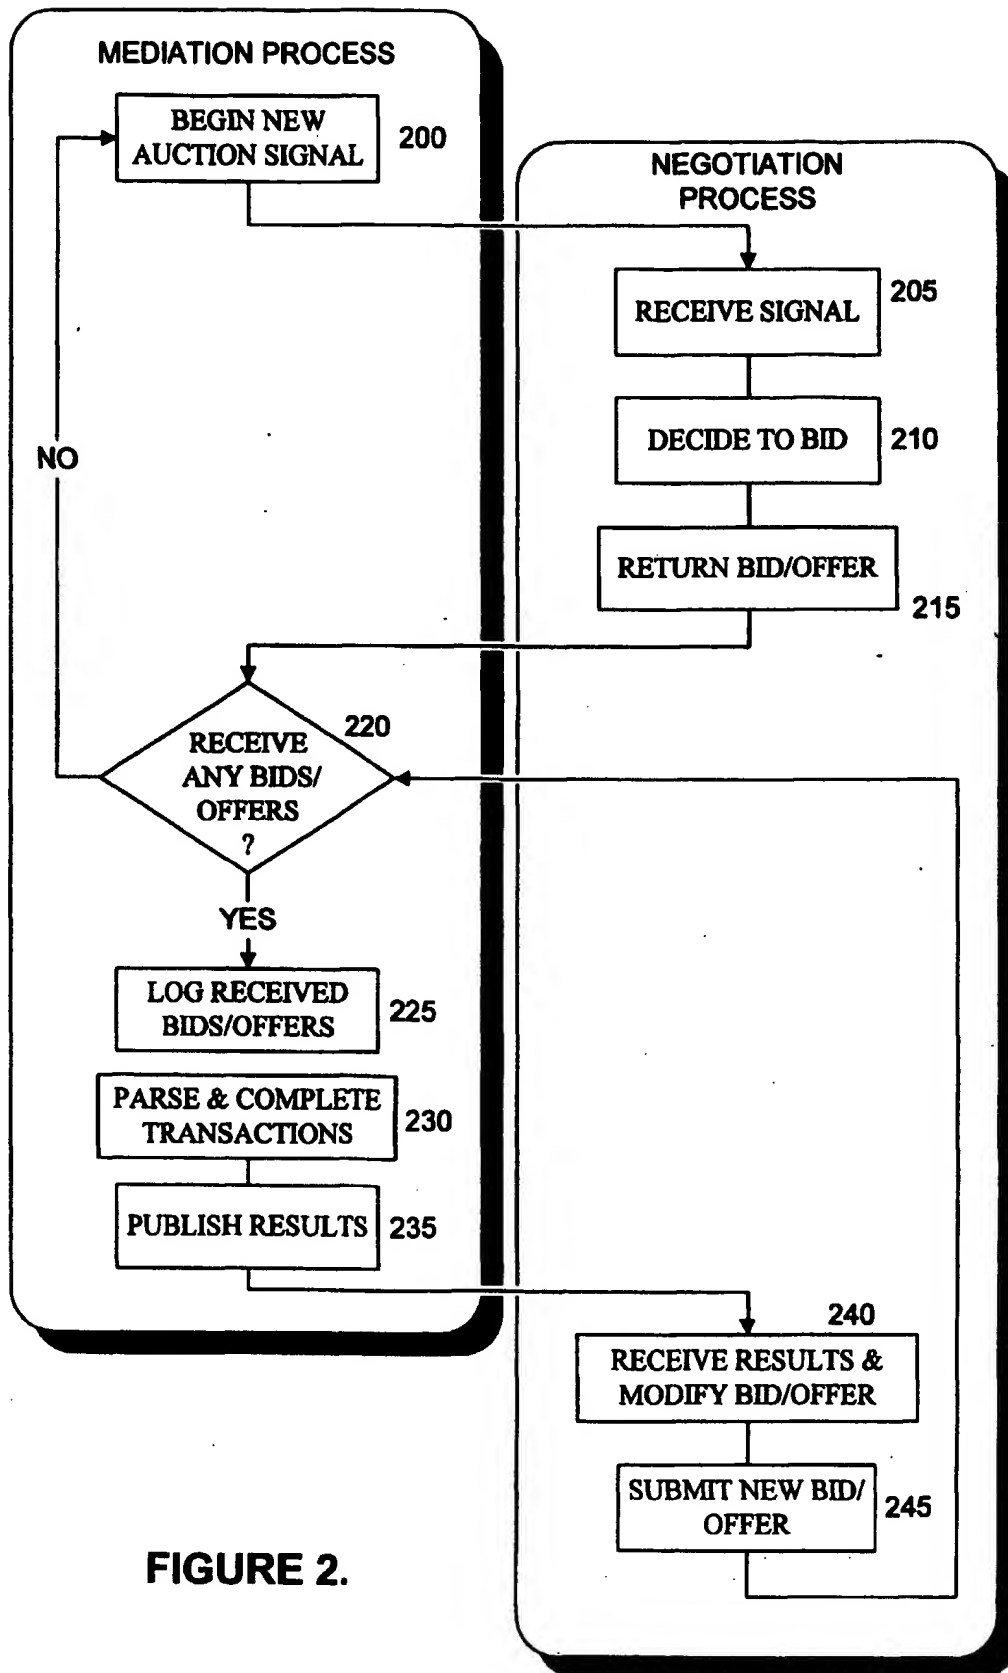 MEDIATION PROCESS
BEGIN NEW
AUCTION SIGNAL
200
NEGOTIATION
PROCESS
RECEIVE SIGNAL
205
DECIDE TO BID
210
NO
RETURN BID/OFFER
215
220
RECEIVE
ANY BIDS/
OFFERS
?
YES
LOG RECEIVED
BIDS/OFFERS
225
PARSE & COMPLETE
TRANSACTIONS
230
PUBLISH RESULTS
235
240
RECEIVE RESULTS &
MODIFY BID/OFFER
SUBMIT NEW BID/
OFFER
245
FIGURE 2.